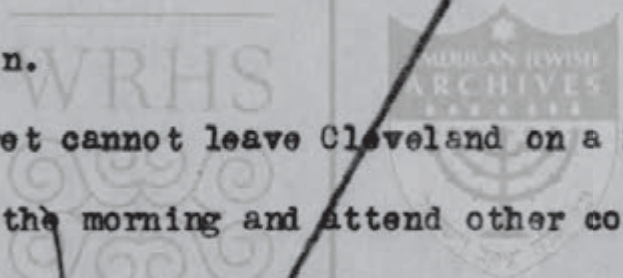 n.
WRHS
AMERICAN JEWISH
ARCHIVES
et cannot leave Cleveland on a
the morning and attend other co